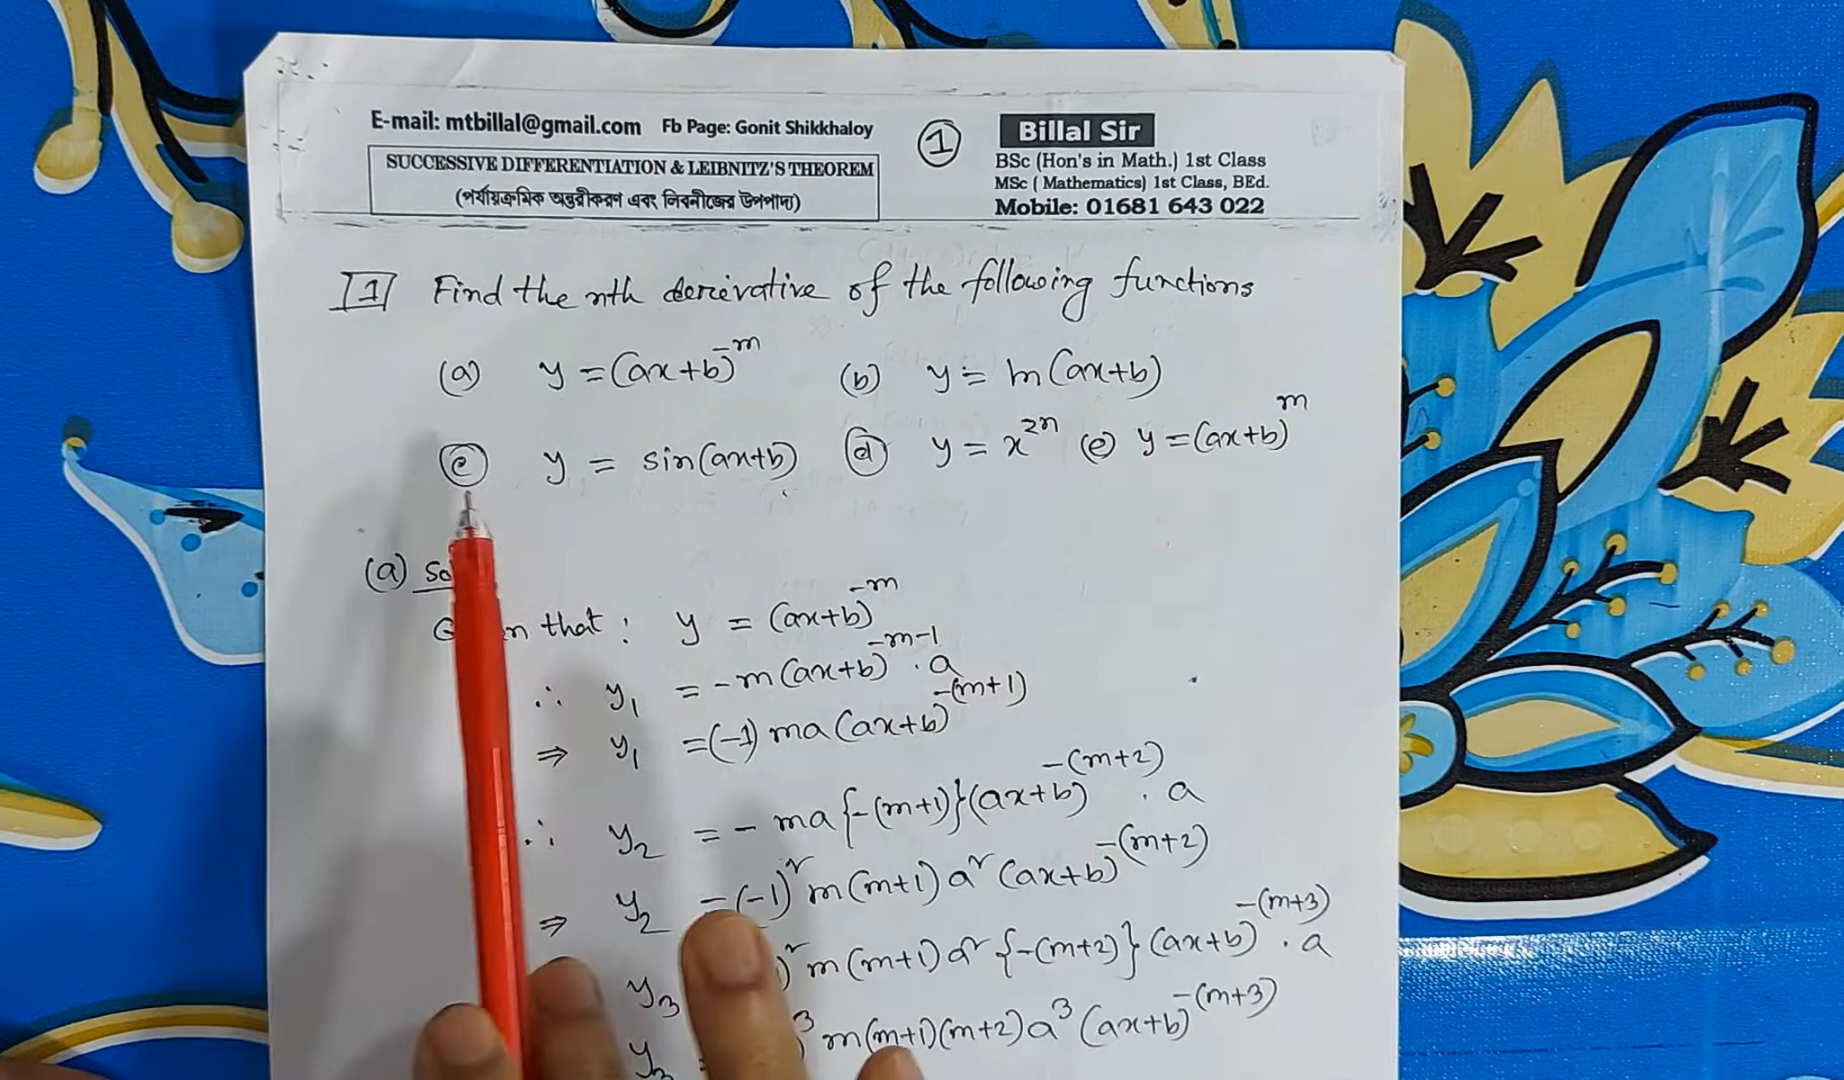 E-mail: mtbillal@gmail.com Fb Page: Gonit Shikkhaloy
SUCCESSIVE DIFFERENTIATION & LEIBNITZ'S THEOREM
(পর্যায়ক্রমিক অন্তরীকরণ এবং লিবনীজের উপপাদ্য)
1
Billal Sir
BSc (Hon's in Math.) 1st Class
MSc ( Mathematics) 1st Class, BEd.
Mobile: 01681 643 022
1 Find the nth derivative of the following functions
(a) y = (ax+b)^{-m} (b) y = ln(ax+b)
(c) y = sin(ax+b) (d) y = x^{2n} (e) y = (ax+b)^{m}
(a)
that : y = (ax+b)^{-m}
∴ y₁ = -m(ax+b)^{-m-1} . a
⇒ y₁ = (-1) ma (ax+b)^{-(m+1)}
∴ y₂ = - ma {-(m+1)}(ax+b)^{-(m+2)} . a
⇒ y₂ = (-1)^{2} m(m+1) a^{2} (ax+b)^{-(m+2)}
y₃ m(m+1) a^{2} {-(m+2)} (ax+b)^{-(m+3)} . a
y₃ m(m+1)(m+2) a^{3} (ax+b)^{-(m+3)}